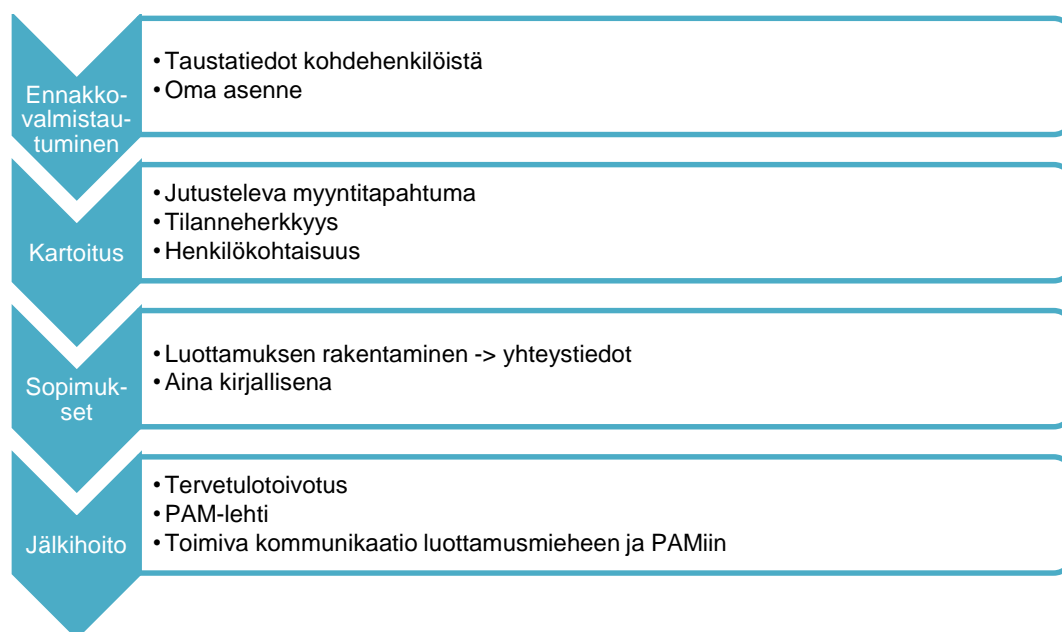 Ennakko-
valmistau-
tuminen
• Taustatiedot kohdehenkilöistä
• Oma asenne
Kartoitus
• Jutusteleva myyntitapahtuma
• Tilanneherkkyys
• Henkilökohtaisuus
Sopimuk-
set
• Luottamuksen rakentaminen -> yhteystiedot
• Aina kirjallisena
Jälkihoito
• Tervetulotoivotus
• PAM-lehti
• Toimiva kommunikaatio luottamusmieheen ja PAMiin